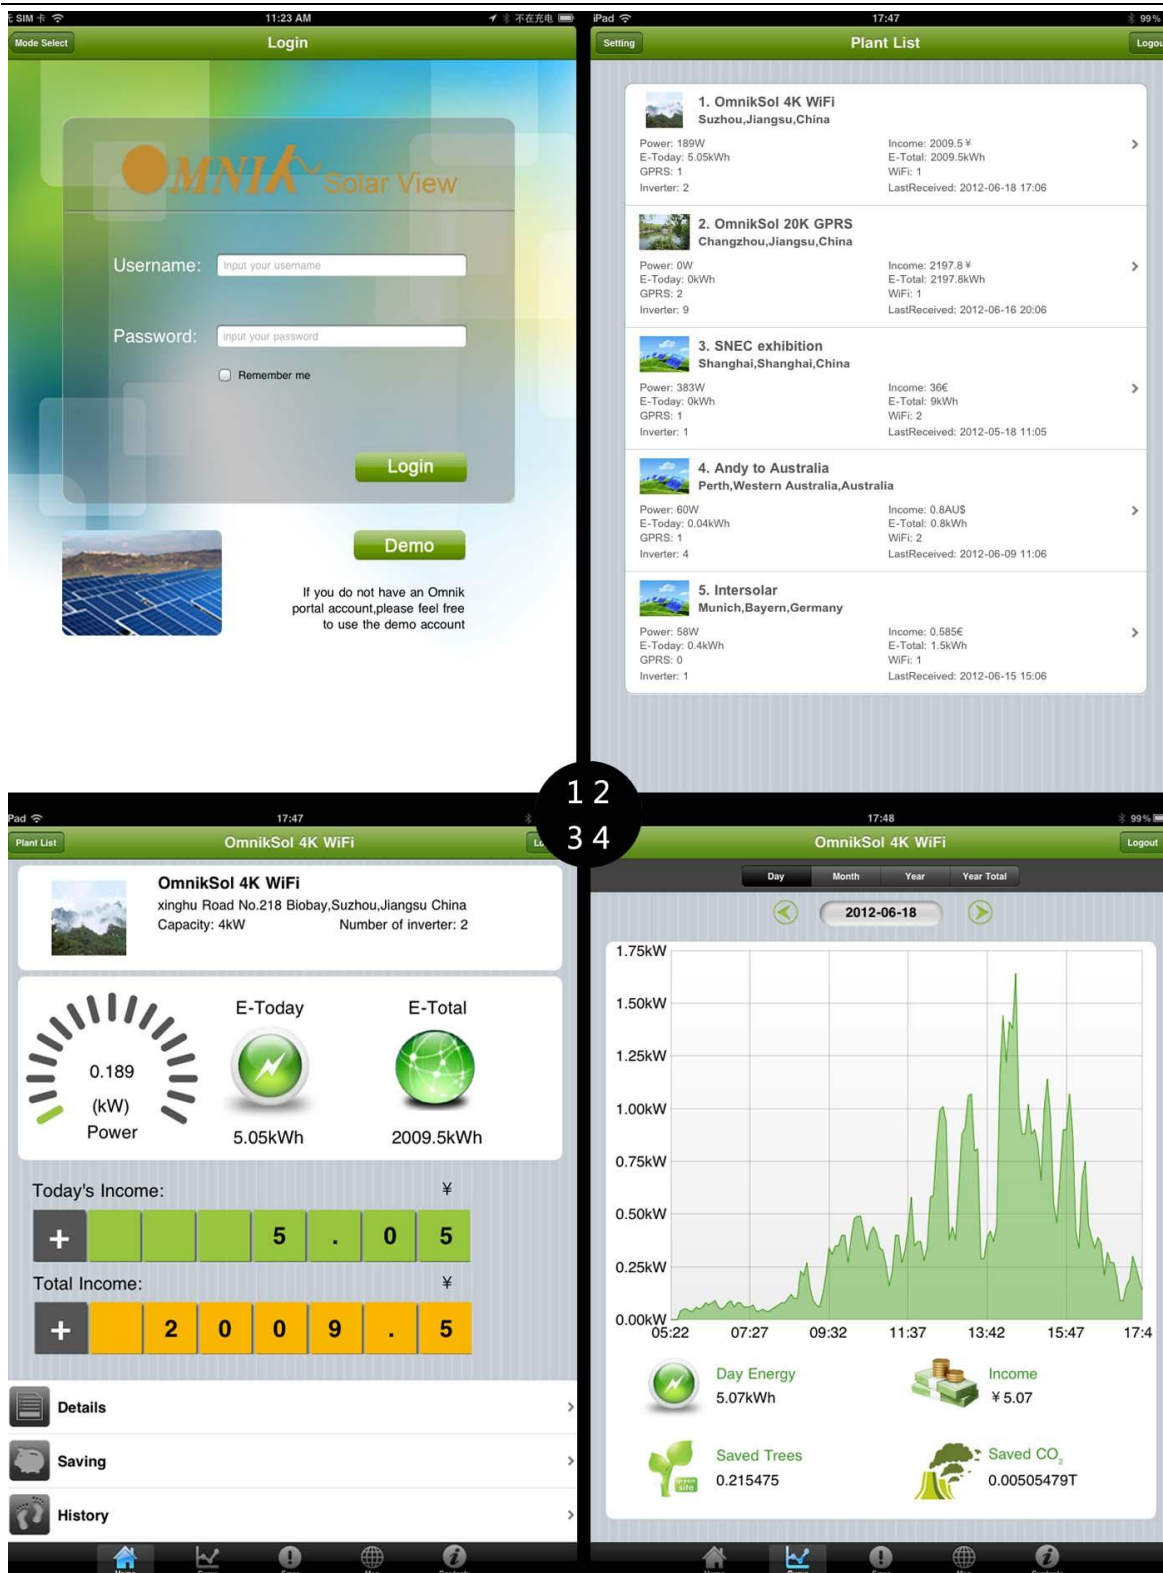 SIM 卡
11:23 AM
不在充电
Mode Select
Login
OMNIK Solar View
Username:
Input your username
Password:
Input your password
Remember me
Login
Demo
If you do not have an Omnik
portal account,please feel free
to use the demo account
iPad
17:47
99%
Setting
Plant List
Logou
1. OmnikSol 4K WiFi
Suzhou,Jiangsu,China
Power: 189W
Income: 2009.5 ¥
E-Today: 5.05kWh
E-Total: 2009.5kWh
GPRS: 1
WiFi: 1
Inverter: 2
LastReceived: 2012-06-18 17:06
2. OmnikSol 20K GPRS
Changzhou,Jiangsu,China
Power: 0W
Income: 2197.8 ¥
E-Today: 0kWh
E-Total: 2197.8kWh
GPRS: 2
WiFi: 1
Inverter: 9
LastReceived: 2012-06-16 20:06
3. SNEC exhibition
Shanghai,Shanghai,China
Power: 383W
Income: 36€
E-Today: 0kWh
E-Total: 9kWh
GPRS: 1
WiFi: 2
Inverter: 1
LastReceived: 2012-05-18 11:05
4. Andy to Australia
Perth,Western Australia,Australia
Power: 60W
Income: 0.8AU$
E-Today: 0.04kWh
E-Total: 0.8kWh
GPRS: 1
WiFi: 2
Inverter: 4
LastReceived: 2012-06-09 11:06
5. Intersolar
Munich,Bayern,Germany
Power: 58W
Income: 0.585€
E-Today: 0.4kWh
E-Total: 1.5kWh
GPRS: 0
WiFi: 1
Inverter: 1
LastReceived: 2012-06-15 15:06
1 2
3 4
Pad
17:47
Plant List
OmnikSol 4K WiFi
Lo
OmnikSol 4K WiFi
xinghu Road No.218 Biobay,Suzhou,Jiangsu China
Capacity: 4kW
Number of inverter: 2
0.189
(kW)
Power
E-Today
5.05kWh
E-Total
2009.5kWh
Today's Income:
¥
+ 5 . 0 5
Total Income:
¥
+ 2 0 0 9 . 5
Details
Saving
History
17:48
99%
OmnikSol 4K WiFi
Logout
Day
Month
Year
Year Total
2012-06-18
1.75kW
1.50kW
1.25kW
1.00kW
0.75kW
0.50kW
0.25kW
0.00kW
05:22
07:27
09:32
11:37
13:42
15:47
17:4
Day Energy
5.07kWh
Income
¥ 5.07
Saved Trees
0.215475
green site
Saved CO2
0.00505479T